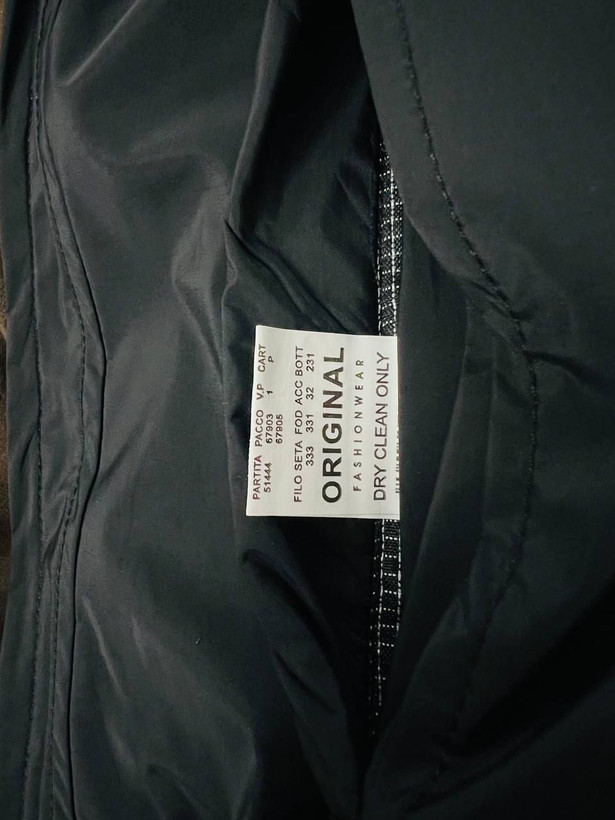 PARTITA PACCO V.P CART
51444 67903 1 P
67905
FILO SETA FOD ACC BOTT
333 331 32 231
ORIGINAL
FASHIONWEAR
DRY CLEAN ONLY